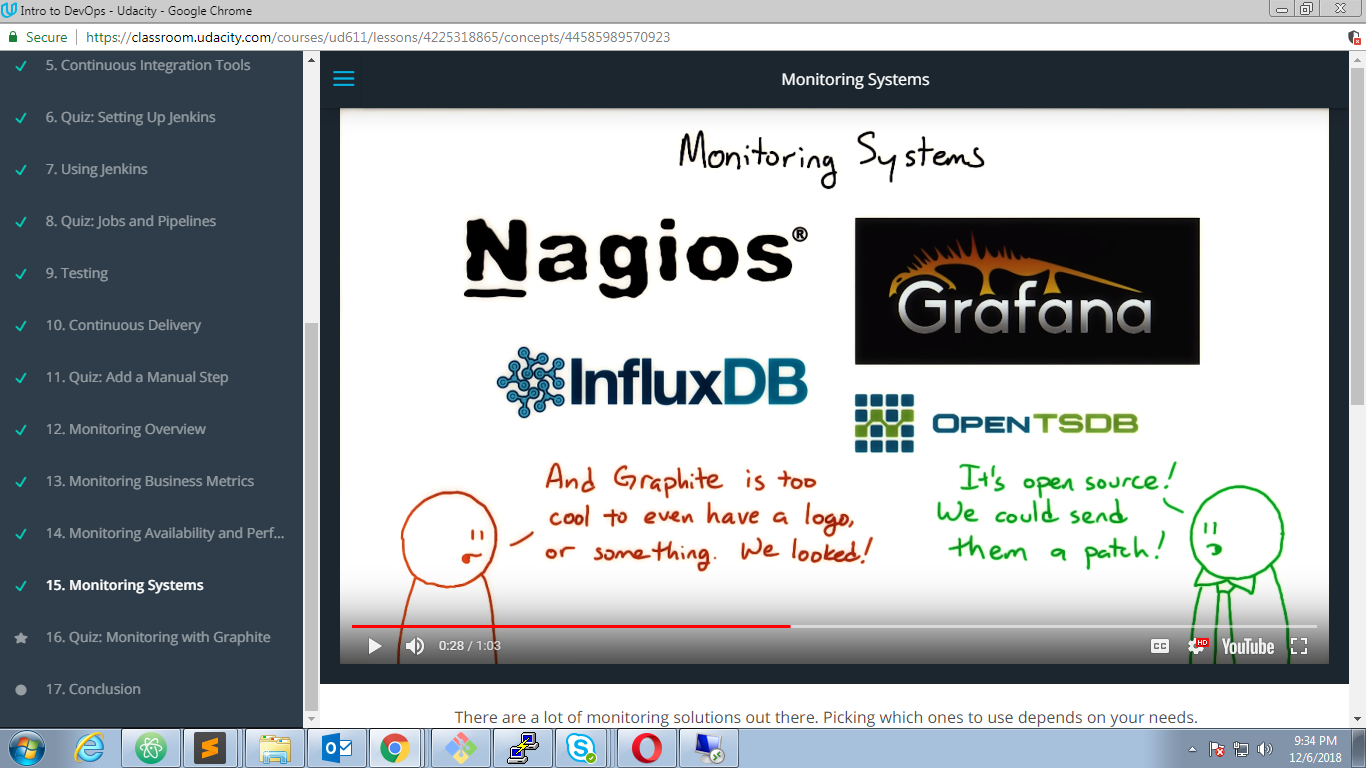 Intro to DevOps - Udacity - Google Chrome
Secure | https://classroom.udacity.com/courses/ud611/lessons/4225318865/concepts/44585989570923
5. Continuous Integration Tools
6. Quiz: Setting Up Jenkins
7. Using Jenkins
8. Quiz: Jobs and Pipelines
9. Testing
10. Continuous Delivery
11. Quiz: Add a Manual Step
12. Monitoring Overview
13. Monitoring Business Metrics
14. Monitoring Availability and Perf...
15. Monitoring Systems
16. Quiz: Monitoring with Graphite
17. Conclusion
Monitoring Systems
Monitoring Systems
Nagios®
Grafana
InfluxDB
OPENTSDB
And Graphite is too
cool to even have a logo,
or something. We looked!
It's open source!
We could send
them a patch!
0:28 / 1:03
CC
HD
YouTube
There are a lot of monitoring solutions out there. Picking which ones to use depends on your needs.
9:34 PM
12/6/2018